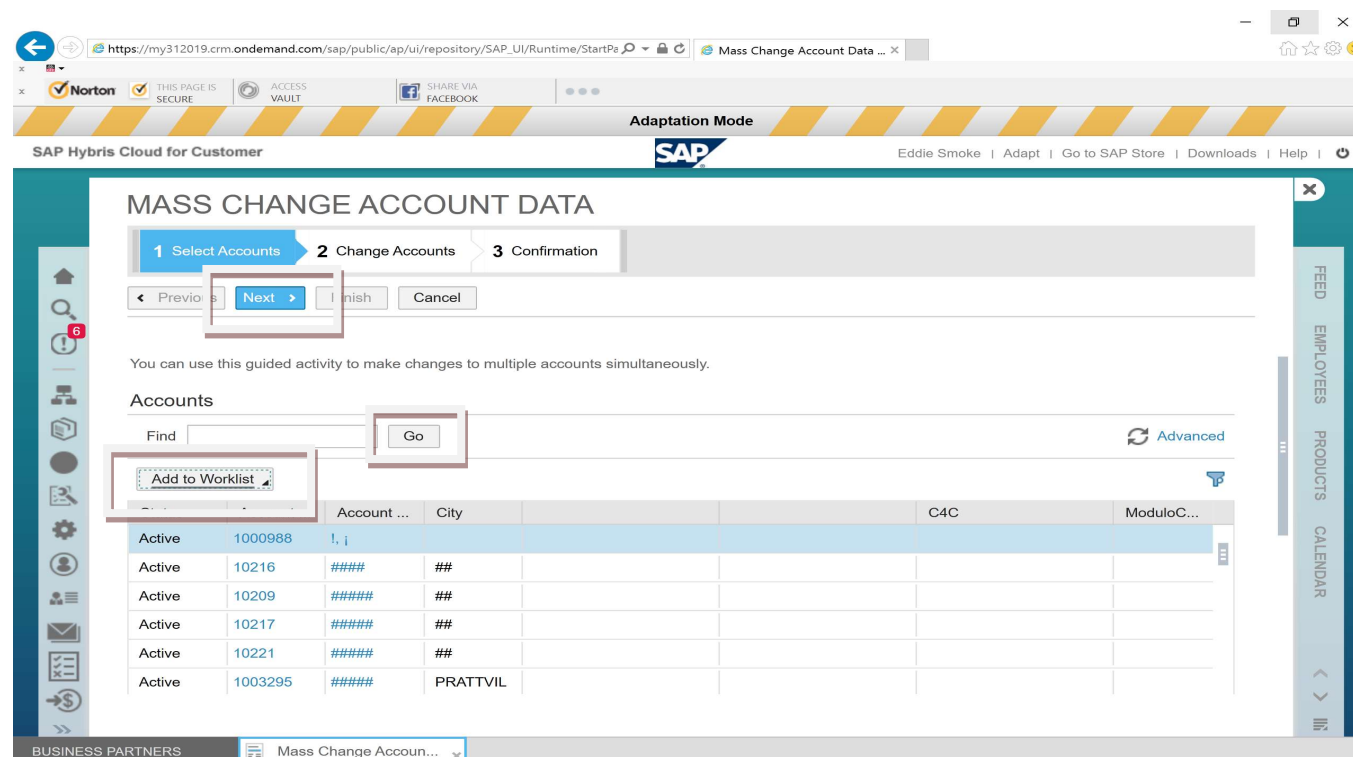 https://my312019.crm.ondemand.com/sap/public/ap/ui/repository/SAP_UI/Runtime/StartPa
Mass Change Account Data ...
Norton
THIS PAGE IS SECURE
ACCESS VAULT
SHARE VIA FACEBOOK
Adaptation Mode
SAP Hybris Cloud for Customer
SAP
Eddie Smoke | Adapt | Go to SAP Store | Downloads | Help |
MASS CHANGE ACCOUNT DATA
1 Select Accounts 2 Change Accounts 3 Confirmation
Previous Next Finish Cancel
6
You can use this guided activity to make changes to multiple accounts simultaneously.
Accounts
Find Go Advanced
Add to Worklist
Account ... City C4C ModuloC...
Active 1000988 !, ¡
Active 10216 #### ##
Active 10209 ##### ##
Active 10217 ##### ##
Active 10221 ##### ##
Active 1003295 ##### PRATTVIL
FEED
EMPLOYEES
PRODUCTS
CALENDAR
BUSINESS PARTNERS
Mass Change Accoun...